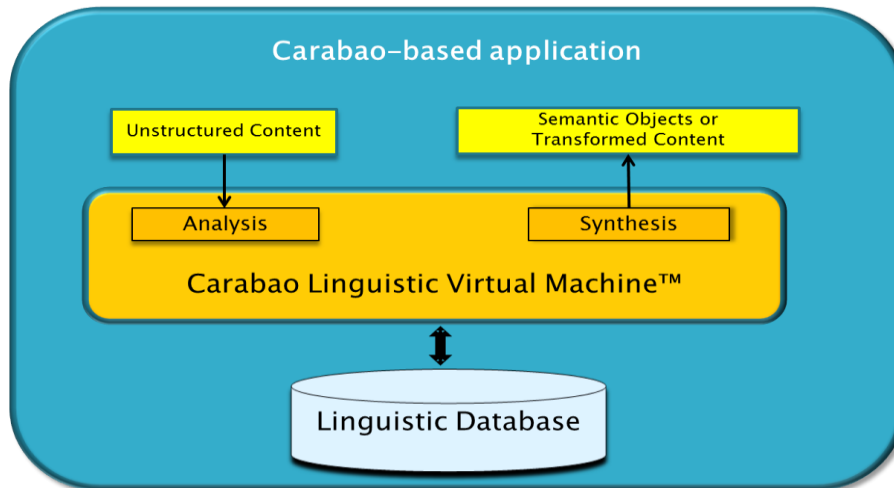 Carabao-based application
Unstructured Content
Semantic Objects or
Transformed Content
Analysis
Synthesis
Carabao Linguistic Virtual Machine™
Linguistic Database